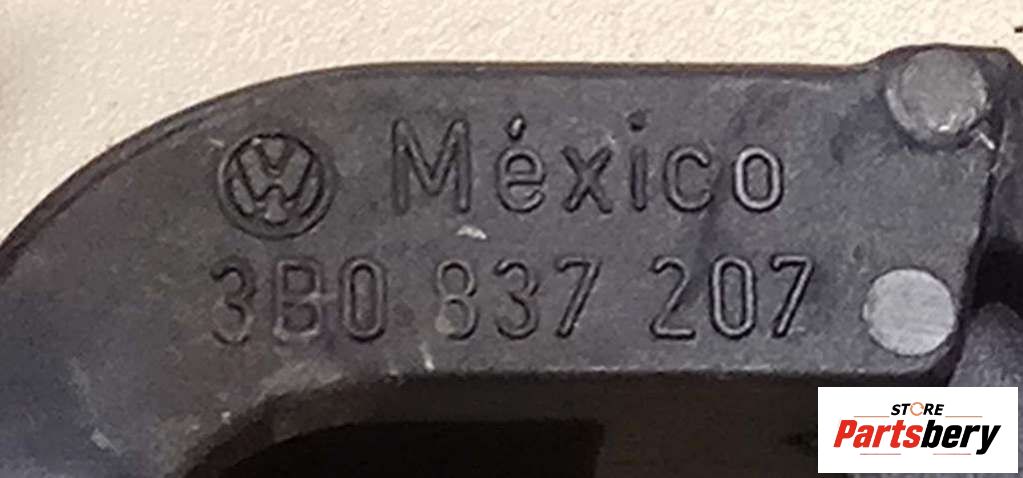 VW México
3B0 837 207
STORE
Partsbery